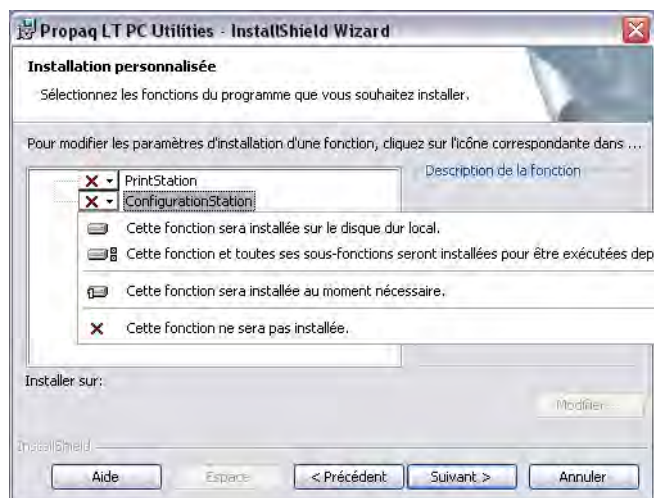 Propaq LT PC Utilities - InstallShield Wizard
Installation personnalisée
Sélectionnez les fonctions du programme que vous souhaitez installer.
Pour modifier les paramètres d'installation d'une fonction, cliquez sur l'icône correspondante dans ...
Description de la fonction
PrintStation
ConfigurationStation
Cette fonction sera installée sur le disque dur local.
Cette fonction et toutes ses sous-fonctions seront installées pour être exécutées dep
Cette fonction sera installée au moment nécessaire.
Cette fonction ne sera pas installée.
Installer sur:
Modifier...
InstallShield
Aide
Espace
< Précédent
Suivant >
Annuler